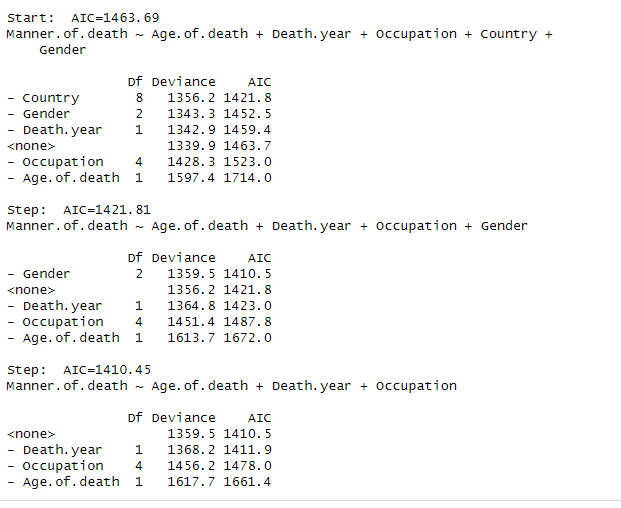 Start:  AIC=1463.69
Manner.of.death ~ Age.of.death + Death.year + Occupation + Country +
    Gender
               Df Deviance    AIC
- Country       8   1356.2 1421.8
- Gender        2   1343.3 1452.5
- Death.year    1   1342.9 1459.4
<none>              1339.9 1463.7
- Occupation    4   1428.3 1523.0
- Age.of.death  1   1597.4 1714.0
Step:  AIC=1421.81
Manner.of.death ~ Age.of.death + Death.year + Occupation + Gender
               Df Deviance    AIC
- Gender        2   1359.5 1410.5
<none>              1356.2 1421.8
- Death.year    1   1364.8 1423.0
- Occupation    4   1451.4 1487.8
- Age.of.death  1   1613.7 1672.0
Step:  AIC=1410.45
Manner.of.death ~ Age.of.death + Death.year + Occupation
               Df Deviance    AIC
<none>              1359.5 1410.5
- Death.year    1   1368.2 1411.9
- Occupation    4   1456.2 1478.0
- Age.of.death  1   1617.7 1661.4